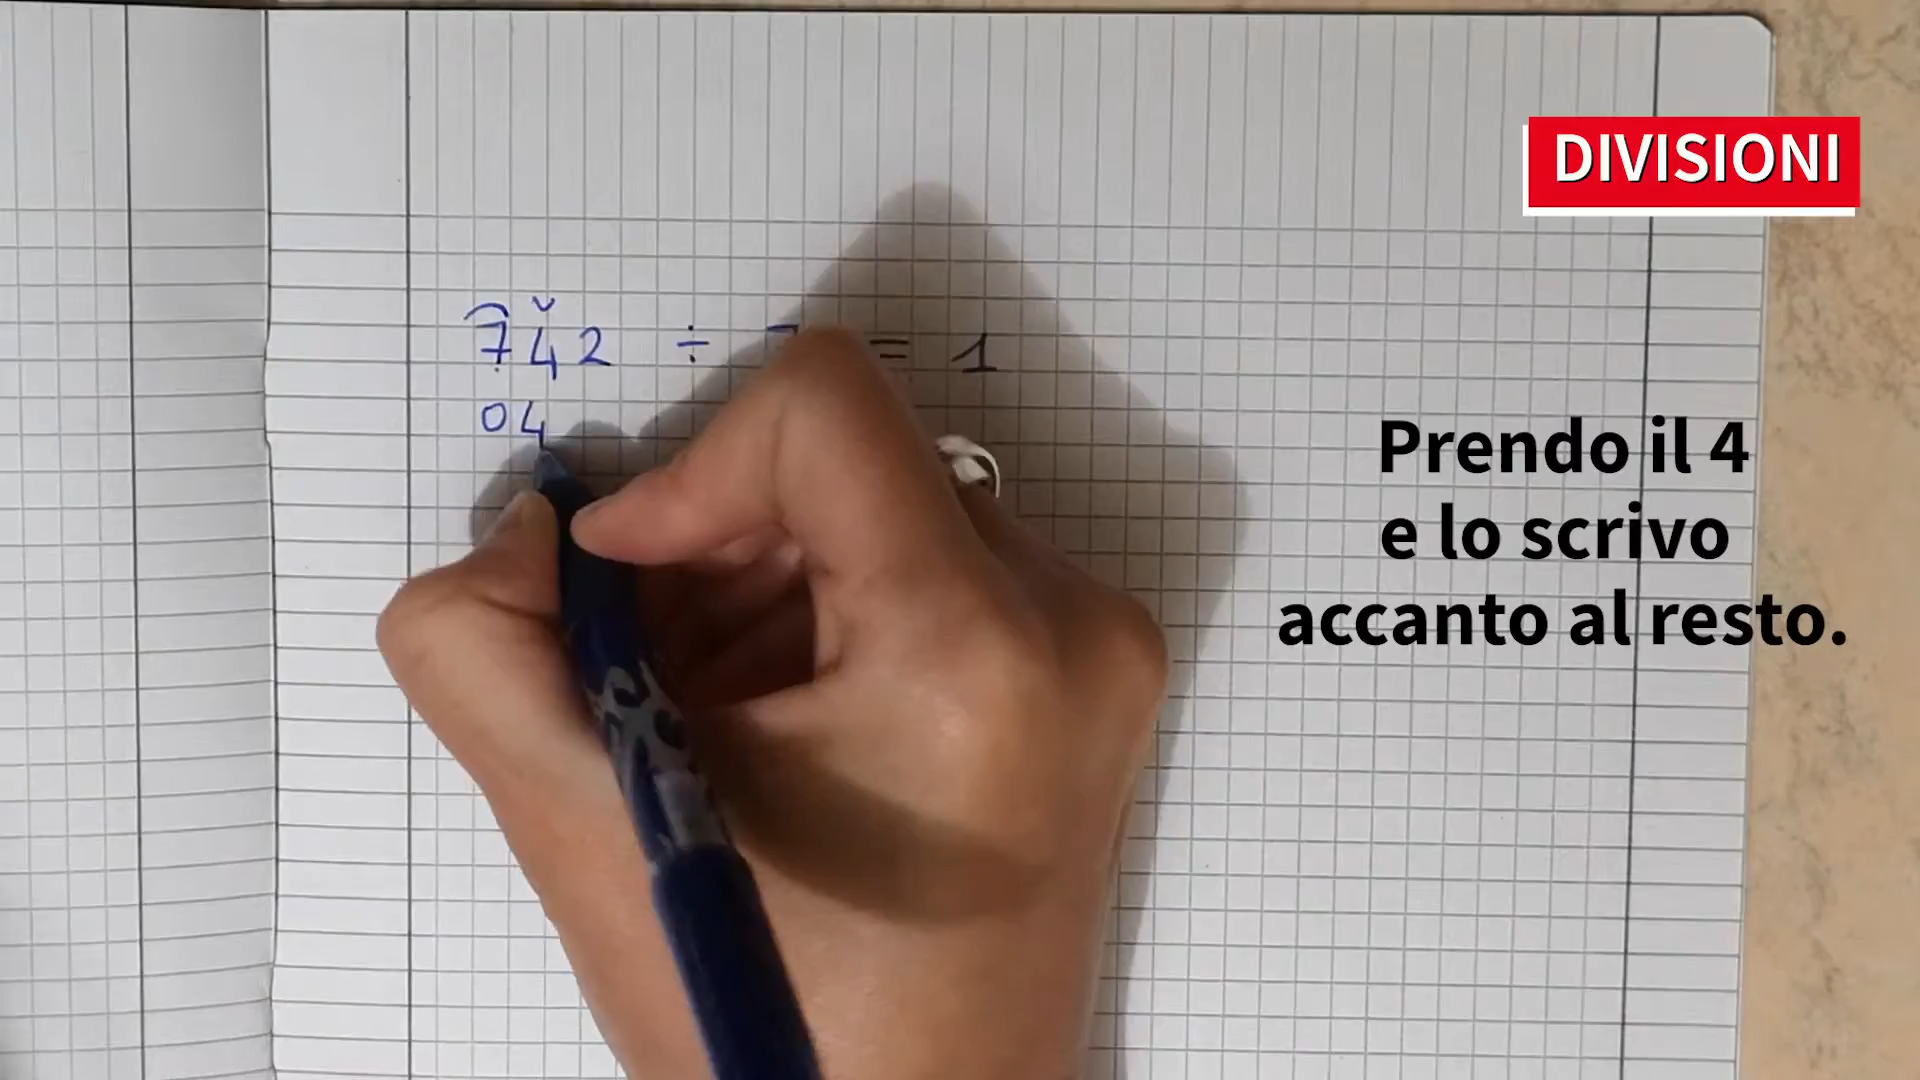 DIVISIONI
742 ÷ = 1
04
Prendo il 4
e lo scrivo
accanto al resto.